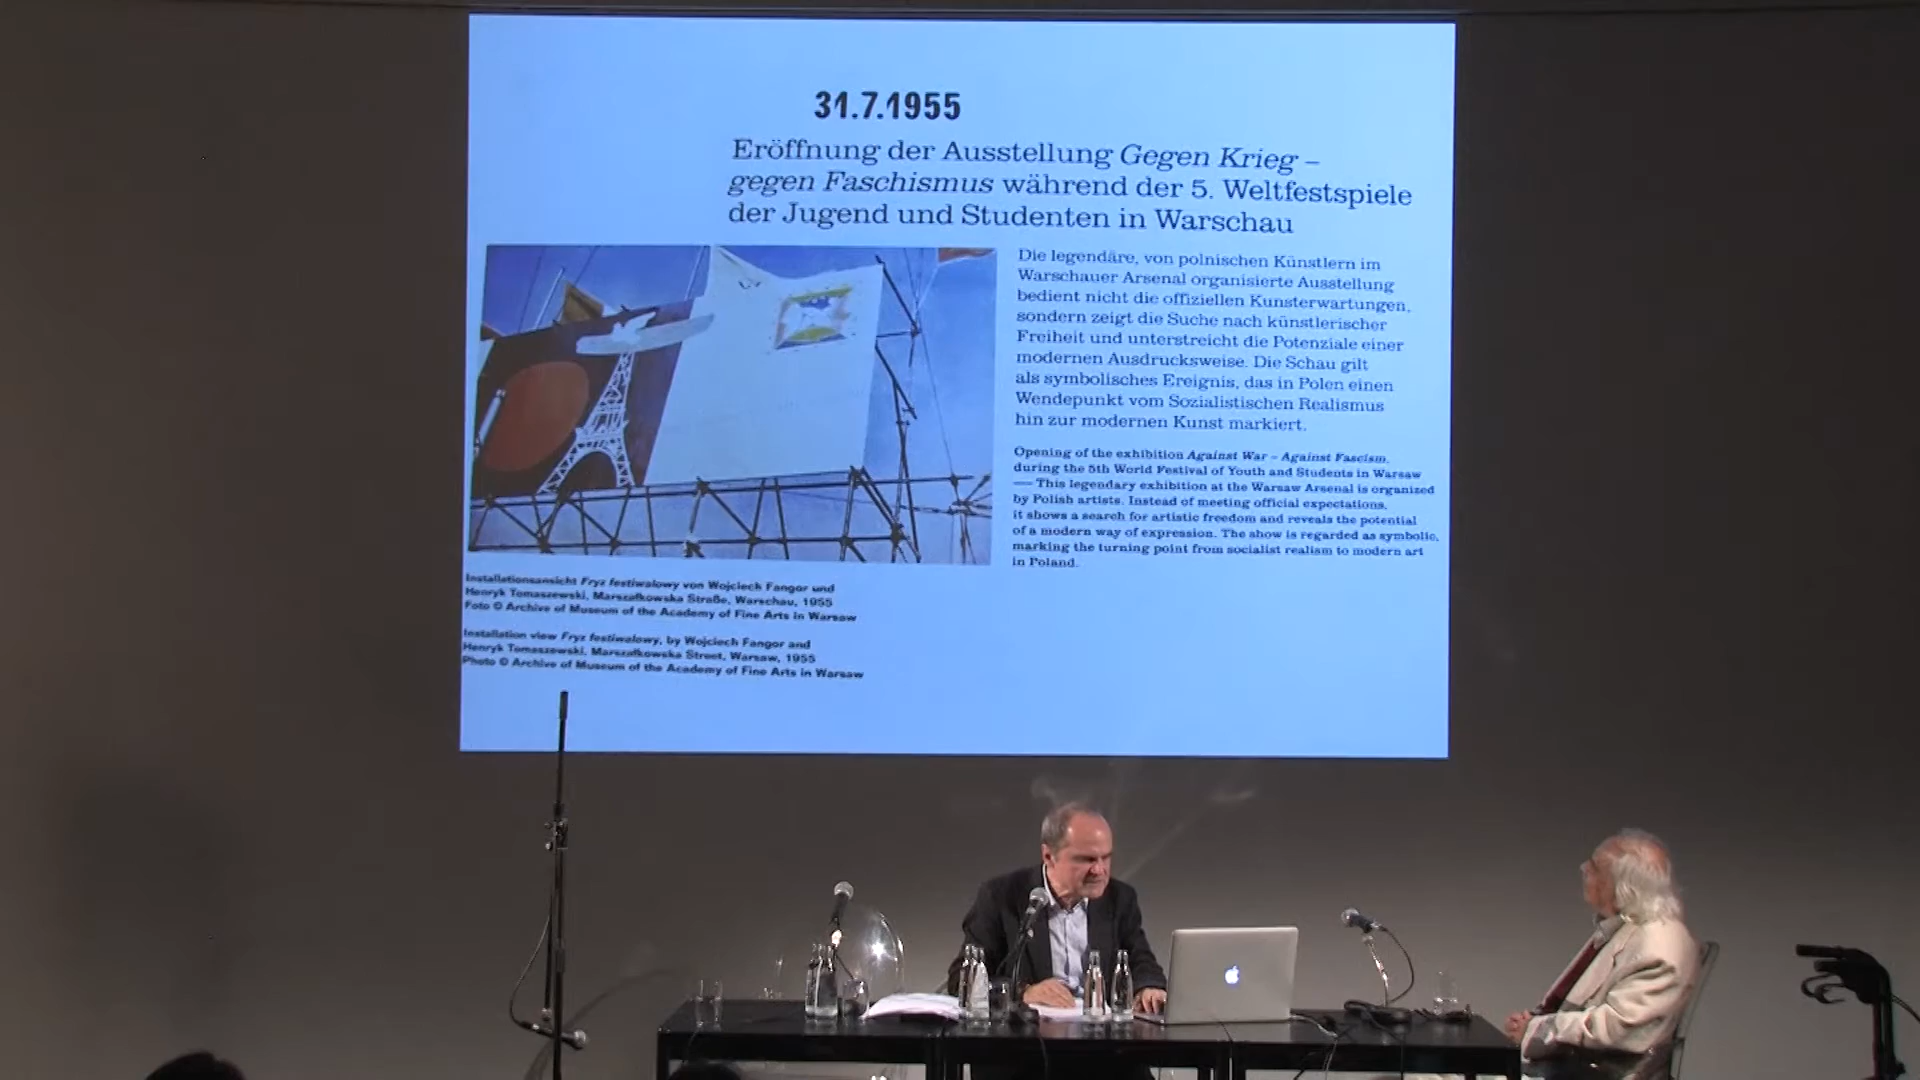 31.7.1955
Eröffnung der Ausstellung Gegen Krieg –
gegen Faschismus während der 5. Weltfestspiele
der Jugend und Studenten in Warschau
Die legendäre, von polnischen Künstlern im
Warschauer Arsenal organisierte Ausstellung
bedient nicht die offiziellen Kunsterwartungen,
sondern zeigt die Suche nach künstlerischer
Freiheit und unterstreicht die Potenziale einer
modernen Ausdrucksweise. Die Schau gilt
als symbolisches Ereignis, das in Polen einen
Wendepunkt vom Sozialistischen Realismus
hin zur modernen Kunst markiert.
Opening of the exhibition Against War – Against Fascism,
during the 5th World Festival of Youth and Students in Warsaw
— This legendary exhibition at the Warsaw Arsenal is organized
by Polish artists. Instead of meeting official expectations,
it shows a search for artistic freedom and reveals the potential
of a modern way of expression. The show is regarded as symbolic,
marking the turning point from socialist realism to modern art
in Poland.
Installationsansicht Fryz festiwalowy von Wojciech Fangor und
Henryk Tomaszewski, Marszałkowska Straße, Warschau, 1955
Foto © Archive of Museum of the Academy of Fine Arts in Warsaw
Installation view Fryz festiwalowy, by Wojciech Fangor and
Henryk Tomaszewski, Marszałkowska Street, Warsaw, 1955
Photo © Archive of Museum of the Academy of Fine Arts in Warsaw